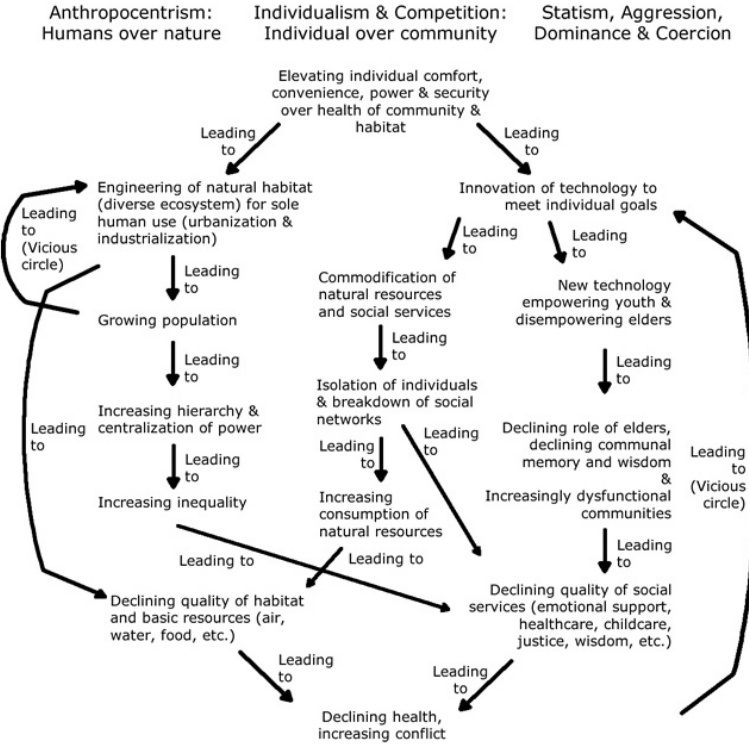 Anthropocentrism:
Humans over nature
Individualism & Competition:
Individual over community
Statism, Aggression,
Dominance & Coercion
Elevating individual comfort,
convenience, power & security
over health of community &
habitat
Leading
to
Leading
to
Engineering of natural habitat
(diverse ecosystem) for sole
human use (urbanization &
industrialization)
Innovation of technology to
meet individual goals
Leading
to
(Vicious
circle)
Leading
to
Leading
to
Leading
to
Growing population
Commodification of
natural resources
and social services
New technology
empowering youth &
disempowering elders
Leading
to
Leading
to
Leading
to
Increasing hierarchy &
centralization of power
Isolation of individuals
& breakdown of social
networks
Declining role of elders,
declining communal
memory and wisdom
&
Increasingly dysfunctional
communities
Leading
to
Leading
to
Leading
to
Leading
to
Leading
to
(Vicious
circle)
Increasing inequality
Increasing
consumption of
natural resources
Leading to
Leading to
Leading
to
Declining quality of habitat
and basic resources (air,
water, food, etc.)
Declining quality of social
services (emotional support,
healthcare, childcare,
justice, wisdom, etc.)
Leading
to
Leading
to
Declining health,
increasing conflict